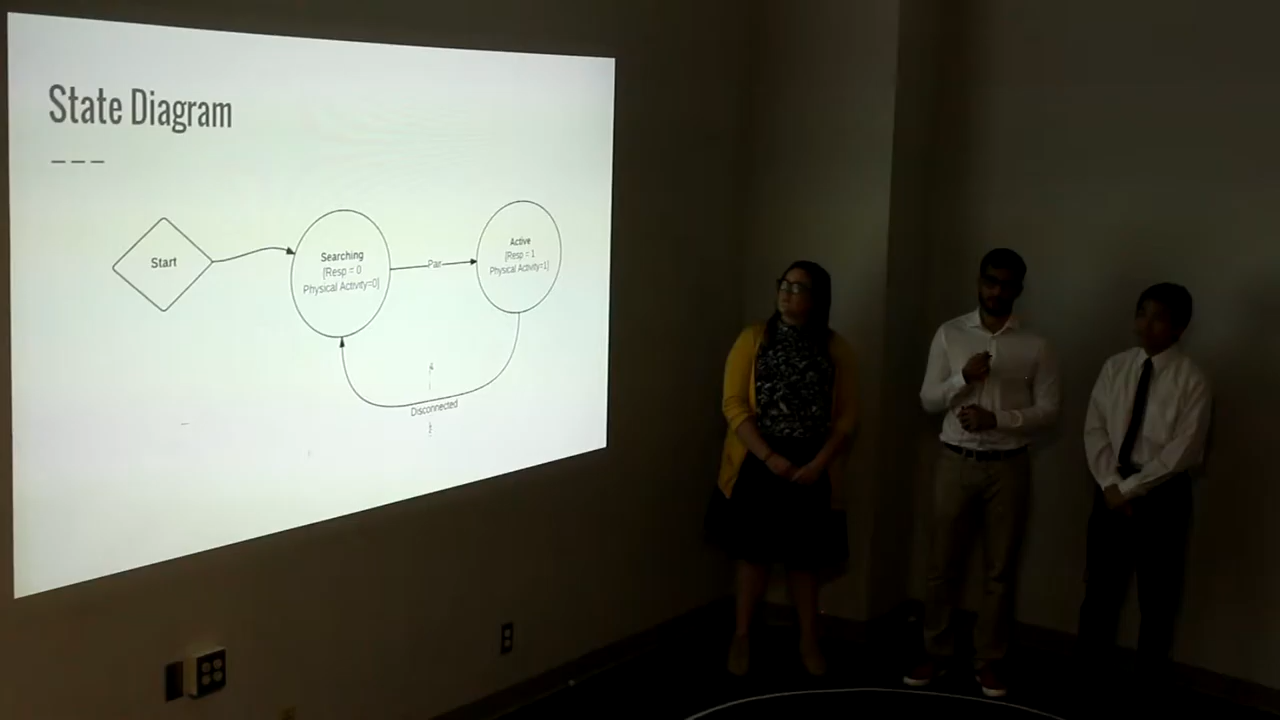 State Diagram
Start
Searching
[Resp = 0
Physical Activity=0]
Pair
Active
[Resp = 1
Physical Activity=1]
Disconnected